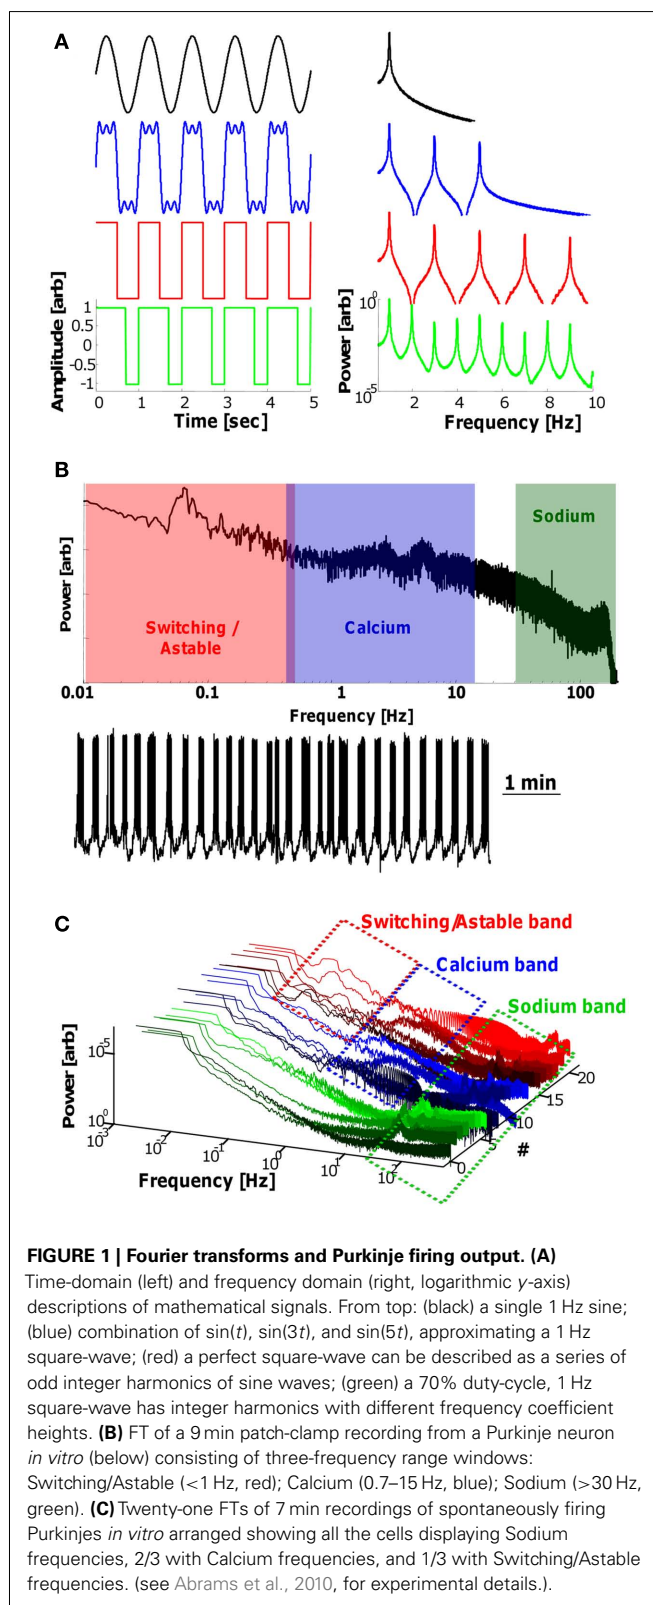 A
Amplitude [arb]
1
0.5
0
-0.5
-1
0 1 2 3 4 5
Time [sec]
Power [arb]
10^0
10^-5
2 4 6 8 10
Frequency [Hz]
B
Power [arb]
Switching /
Astable
Calcium
Sodium
0.01 0.1 1 10 100
Frequency [Hz]
1 min
C
Switching/Astable band
Calcium band
Sodium band
Power [arb]
10^-5
10^0
10^-3 10^-2 10^-1 10^0 10^1 10^2
Frequency [Hz]
0 5 10 15 20
#
FIGURE 1 | Fourier transforms and Purkinje firing output. (A)
Time-domain (left) and frequency domain (right, logarithmic y-axis)
descriptions of mathematical signals. From top: (black) a single 1 Hz sine;
(blue) combination of sin(t), sin(3t), and sin(5t), approximating a 1 Hz
square-wave; (red) a perfect square-wave can be described as a series of
odd integer harmonics of sine waves; (green) a 70% duty-cycle, 1 Hz
square-wave has integer harmonics with different frequency coefficient
heights. (B) FT of a 9 min patch-clamp recording from a Purkinje neuron
in vitro (below) consisting of three-frequency range windows:
Switching/Astable (<1 Hz, red); Calcium (0.7–15 Hz, blue); Sodium (>30 Hz,
green). (C) Twenty-one FTs of 7 min recordings of spontaneously firing
Purkinjes in vitro arranged showing all the cells displaying Sodium
frequencies, 2/3 with Calcium frequencies, and 1/3 with Switching/Astable
frequencies. (see Abrams et al., 2010, for experimental details.).